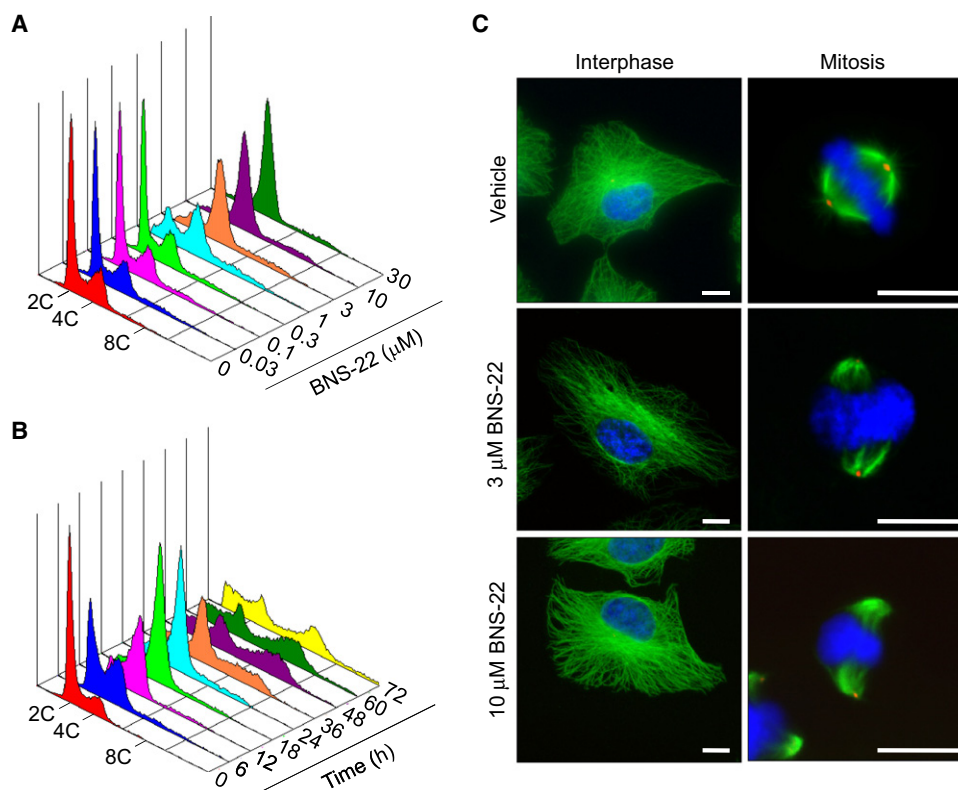 A
2C
4C
8C
0
0.03
0.1
0.3
1
3
10
30
BNS-22 (μM)
B
2C
4C
8C
0
6
12
18
24
36
48
60
72
Time (h)
C
Interphase
Mitosis
Vehicle
3 μM BNS-22
10 μM BNS-22